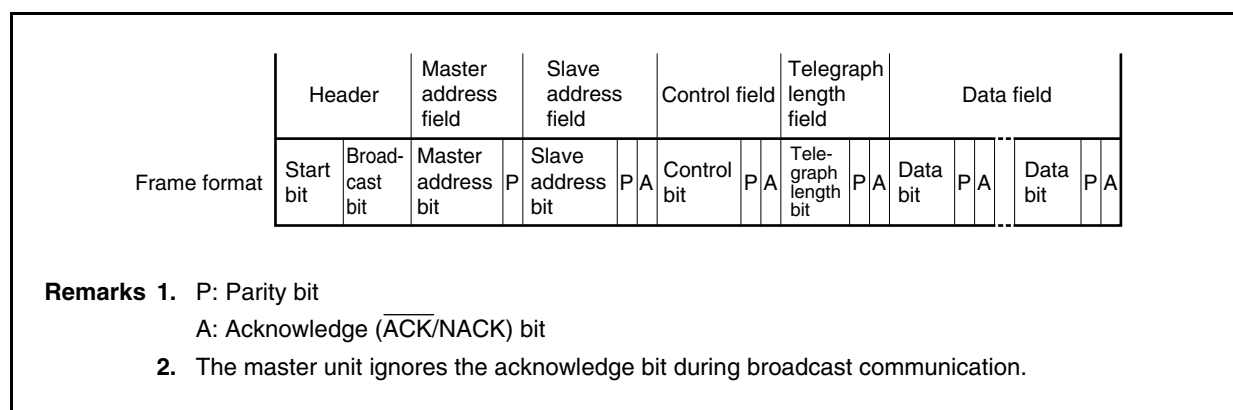 Header
Master address field
Slave address field
Control field
Telegraph length field
Data field
Frame format
Start bit
Broad-cast bit
Master address bit
P
Slave address bit
P
A
Control bit
P
A
Tele-graph length bit
P
A
Data bit
P
A
Data bit
P
A
Remarks 1. P: Parity bit
A: Acknowledge (A̅C̅K̅/NACK) bit
2. The master unit ignores the acknowledge bit during broadcast communication.